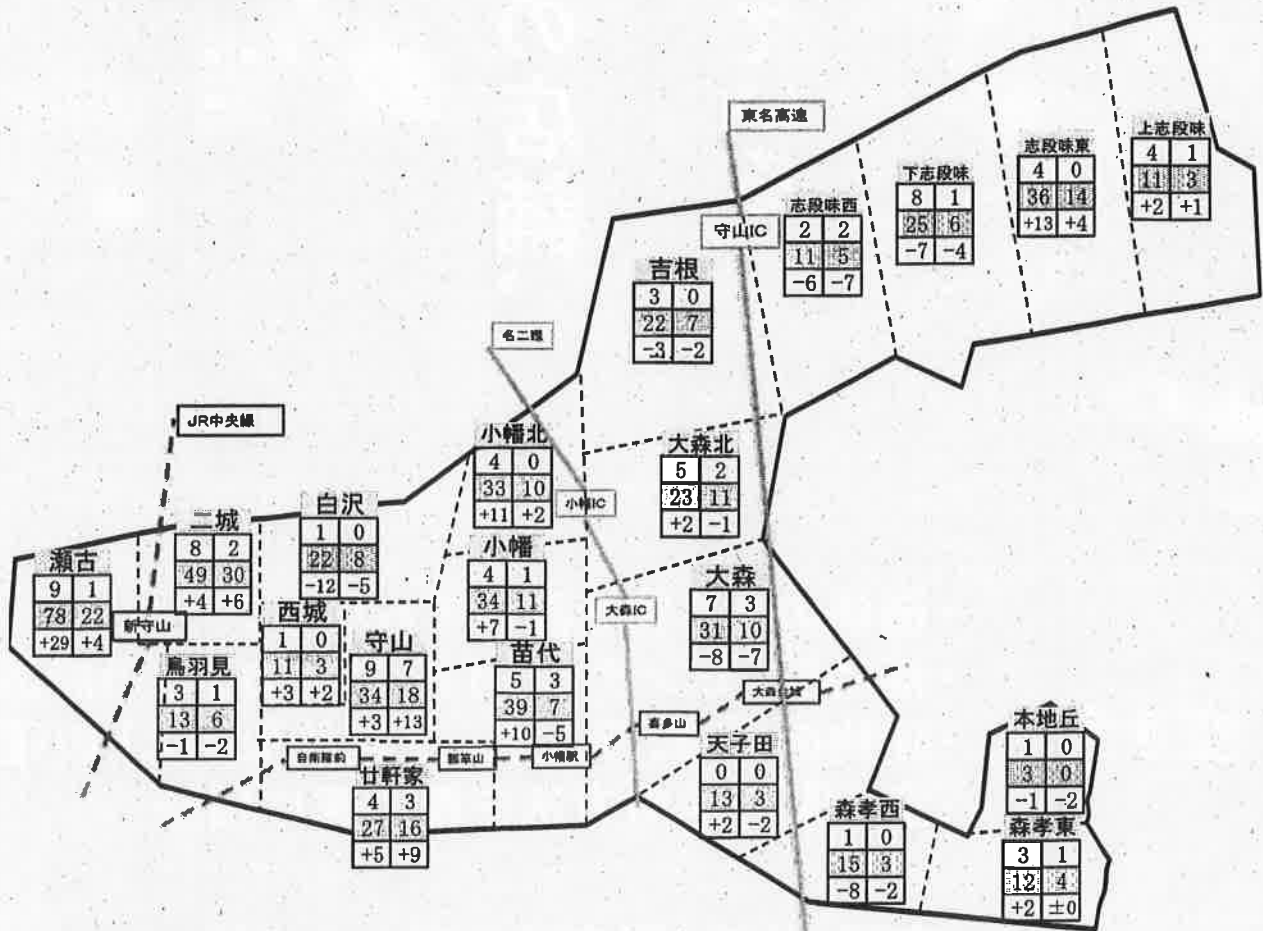 東名高速
上志段味
4 1
11 3
+2 +1
志段味東
4 0
36 14
+13 +4
下志段味
8 1
25 6
-7 -4
志段味西
2 2
11 5
-6 -7
守山IC
吉根
3 0
22 7
-3 -2
名二環
JR中央線
小幡北
4 0
33 10
+11 +2
小幡IC
大森北
5 2
23 11
+2 -1
白沢
1 0
22 8
-12 -5
二城
8 2
49 30
+4 +6
瀬古
9 1
78 22
+29 +4
新守山
小幡
4 1
34 11
+7 -1
大森IC
大森
7 3
31 10
-8 -7
西城
1 0
11 3
+3 +2
守山
9 7
34 18
+3 +13
鳥羽見
3 1
13 6
-1 -2
苗代
5 3
39 7
+10 -5
大森金城
喜多山
小幡駅
瓢箪山
自衛隊前
天子田
0 0
13 3
+2 -2
廿軒家
4 3
27 16
+5 +9
本地丘
1 0
3 0
-1 -2
森孝西
1 0
15 3
-8 -2
森孝東
3 1
12 4
+2 ±0